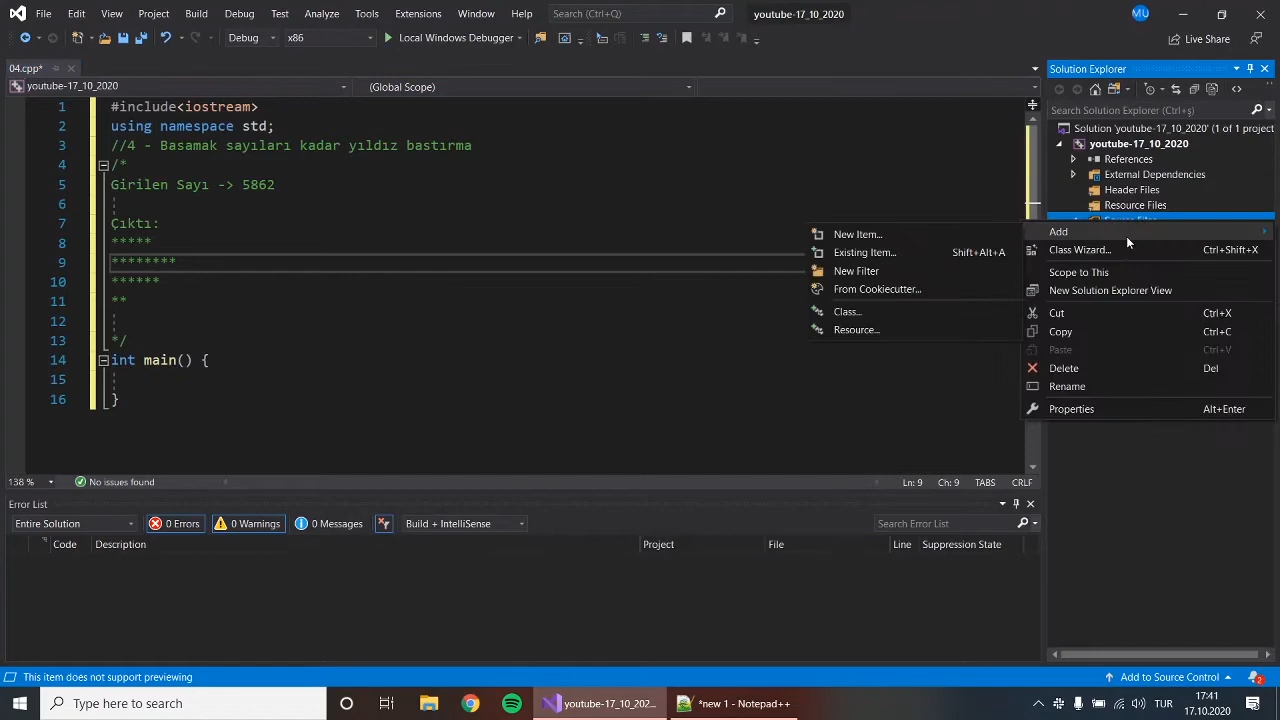 File Edit View Project Build Debug Test Analyze Tools Extensions Window Help Search (Ctrl+Q) youtube-17_10_2020 MU
Debug x86 Local Windows Debugger Live Share
04.cpp* Solution Explorer
youtube-17_10_2020 (Global Scope)
Search Solution Explorer (Ctrl+ş)
1 #include<iostream>
2 using namespace std;
3 //4 - Basamak sayıları kadar yıldız bastırma
4 /*
5 Girilen Sayı -> 5862
6
7 Çıktı:
8 *****
9 ********
10 ******
11 **
12
13 */
14 int main() {
15
16 }
Solution 'youtube-17_10_2020' (1 of 1 project
youtube-17_10_2020
References
External Dependencies
Header Files
Resource Files
Add
Class Wizard... Ctrl+Shift+X
Scope to This
New Solution Explorer View
Cut Ctrl+X
Copy Ctrl+C
Paste Ctrl+V
Delete Del
Rename
Properties Alt+Enter
New Item...
Existing Item... Shift+Alt+A
New Filter
From Cookiecutter...
Class...
Resource...
138 % No issues found Ln: 9 Ch: 9 TABS CRLF
Error List
Entire Solution 0 Errors 0 Warnings 0 Messages Build + IntelliSense Search Error List
Code Description Project File Line Suppression State
This item does not support previewing Add to Source Control 2
Type here to search youtube-17_10_202... *new 1 - Notepad++ TUR 17:41
17.10.2020